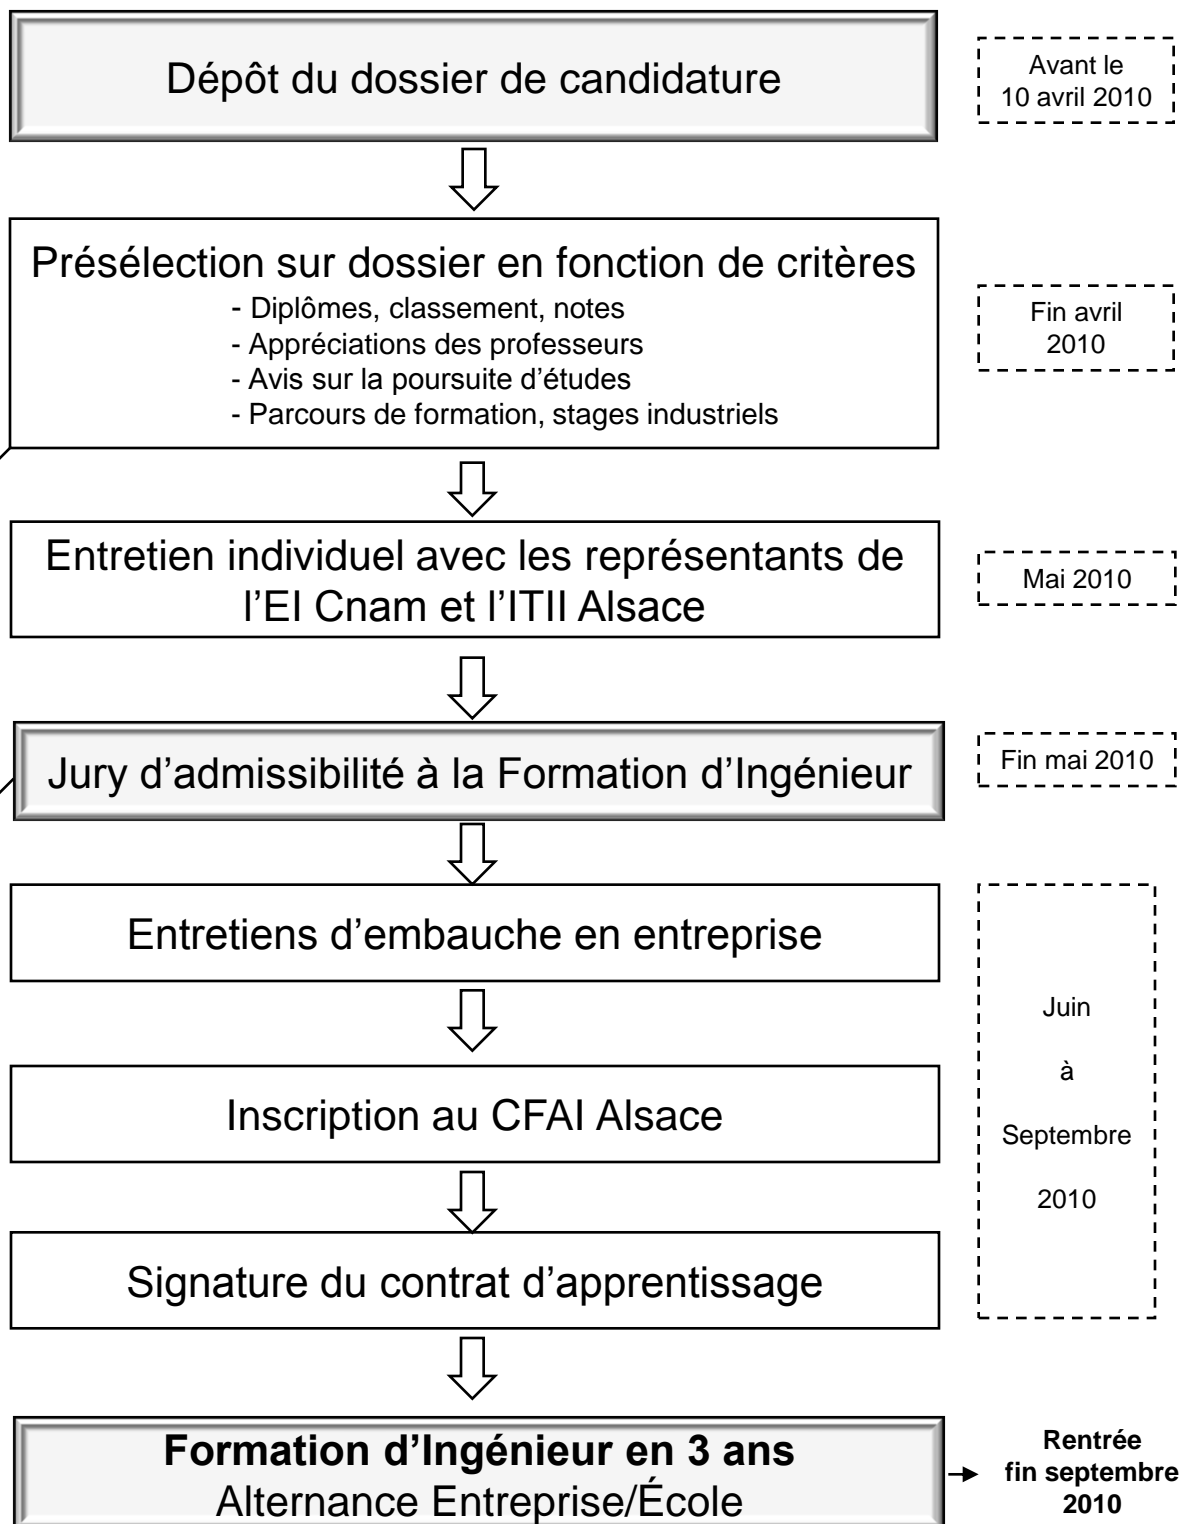 Dépôt du dossier de candidature
Avant le
10 avril 2010
Présélection sur dossier en fonction de critères
- Diplômes, classement, notes
- Appréciations des professeurs
- Avis sur la poursuite d’études
- Parcours de formation, stages industriels
Fin avril
2010
Entretien individuel avec les représentants de
l’EI Cnam et l’ITII Alsace
Mai 2010
Jury d’admissibilité à la Formation d’Ingénieur
Fin mai 2010
Entretiens d’embauche en entreprise
Inscription au CFAI Alsace
Signature du contrat d’apprentissage
Juin
à
Septembre
2010
Formation d’Ingénieur en 3 ans
Alternance Entreprise/École
Rentrée
fin septembre
2010